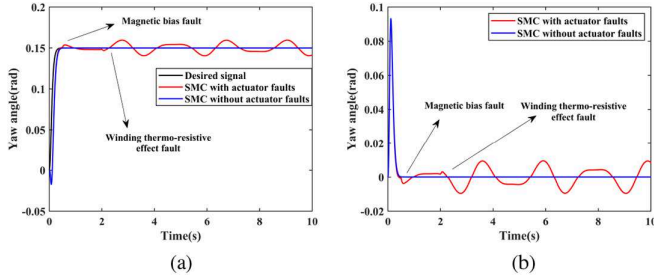 Yaw angle(rad)
0.2
0.15
0.1
0.05
0
-0.05
0
2
4
6
8
10
Time(s)
Magnetic bias fault
Desired signal
SMC with actuator faults
SMC without actuator faults
Winding thermo-resistive
effect fault
(a)
Yaw angle(rad)
0.1
0.08
0.06
0.04
0.02
0
-0.02
0
2
4
6
8
10
Time(s)
SMC with actuator faults
SMC without actuator faults
Magnetic bias fault
Winding thermo-resistive
effect fault
(b)